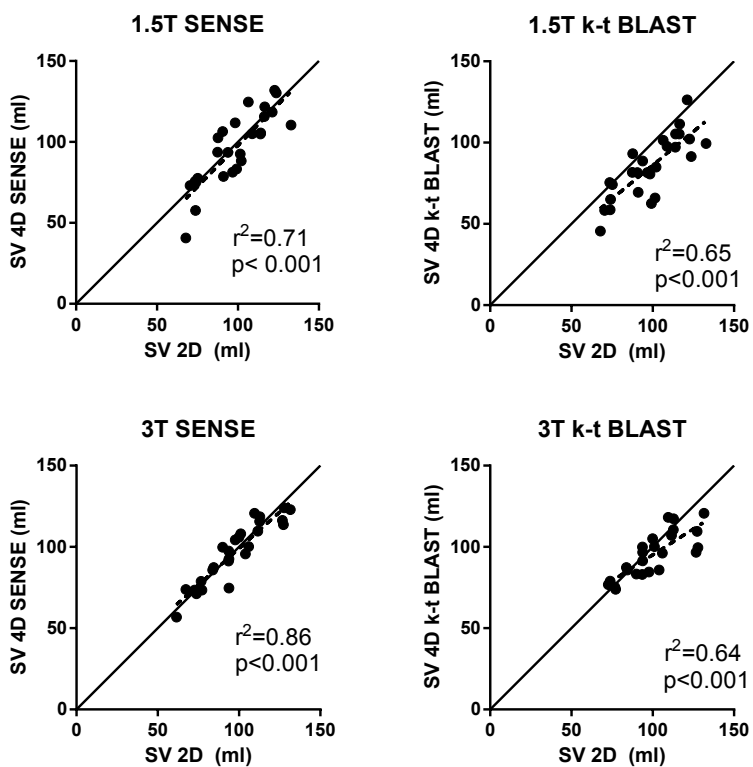 1.5T SENSE
150
100
50
0
0 50 100 150
SV 4D SENSE (ml)
SV 2D (ml)
r²=0.71
p< 0.001
1.5T k-t BLAST
150
100
50
0
0 50 100 150
SV 4D k-t BLAST (ml)
SV 2D (ml)
r²=0.65
p<0.001
3T SENSE
150
100
50
0
0 50 100 150
SV 4D SENSE (ml)
SV 2D (ml)
r²=0.86
p<0.001
3T k-t BLAST
150
100
50
0
0 50 100 150
SV 4D k-t BLAST (ml)
SV 2D (ml)
r²=0.64
p<0.001